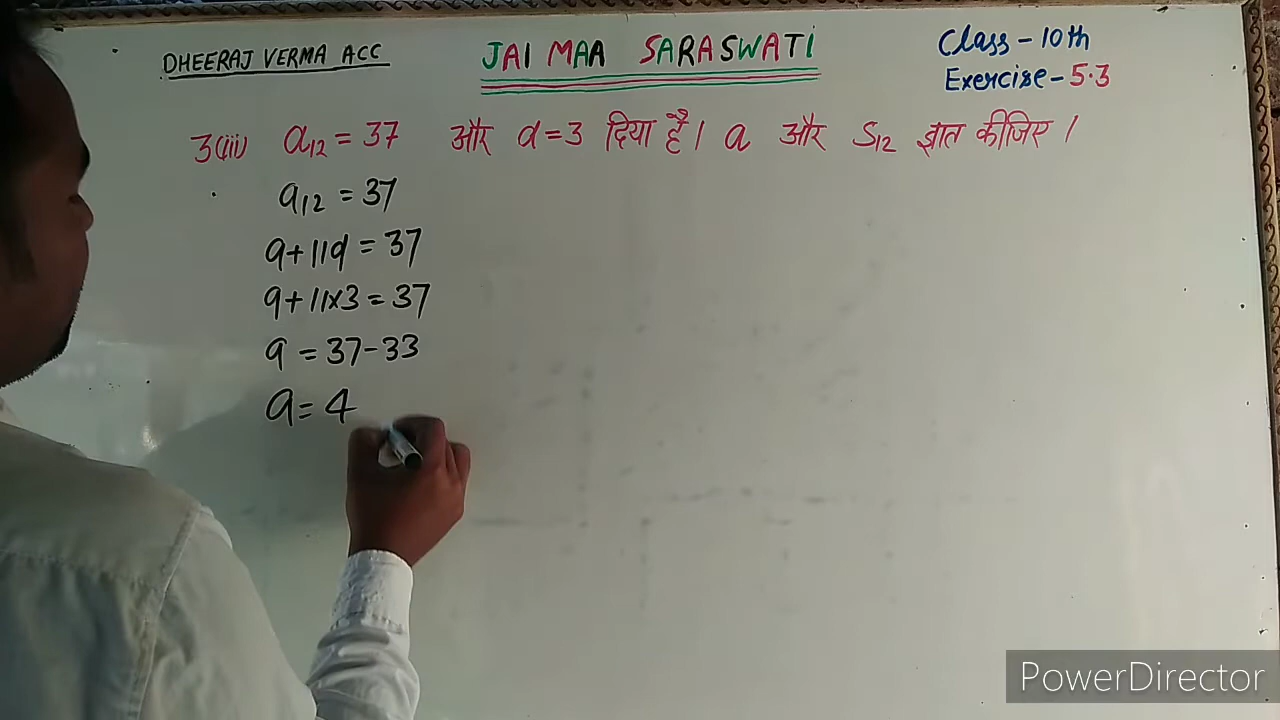 DHEERAJ VERMA ACC
JAI MAA SARASWATI
Class - 10th
Exercise - 5.3
3(iii) a₁₂ = 37 और d = 3 दिया है। a और S₁₂ ज्ञात कीजिए।
a₁₂ = 37
a + 11d = 37
a + 11×3 = 37
a = 37 - 33
a = 4
PowerDirector